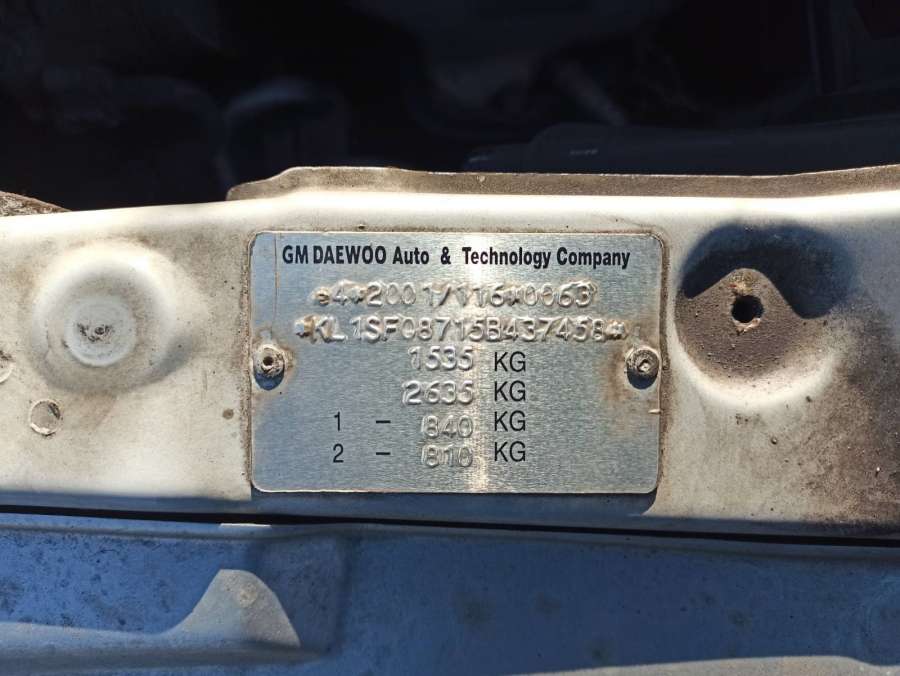 GM DAEWOO Auto & Technology Company
e4*2001/116*0063
*KL1SF08715B437458*
1535 KG
2635 KG
1 - 840 KG
2 - 810 KG